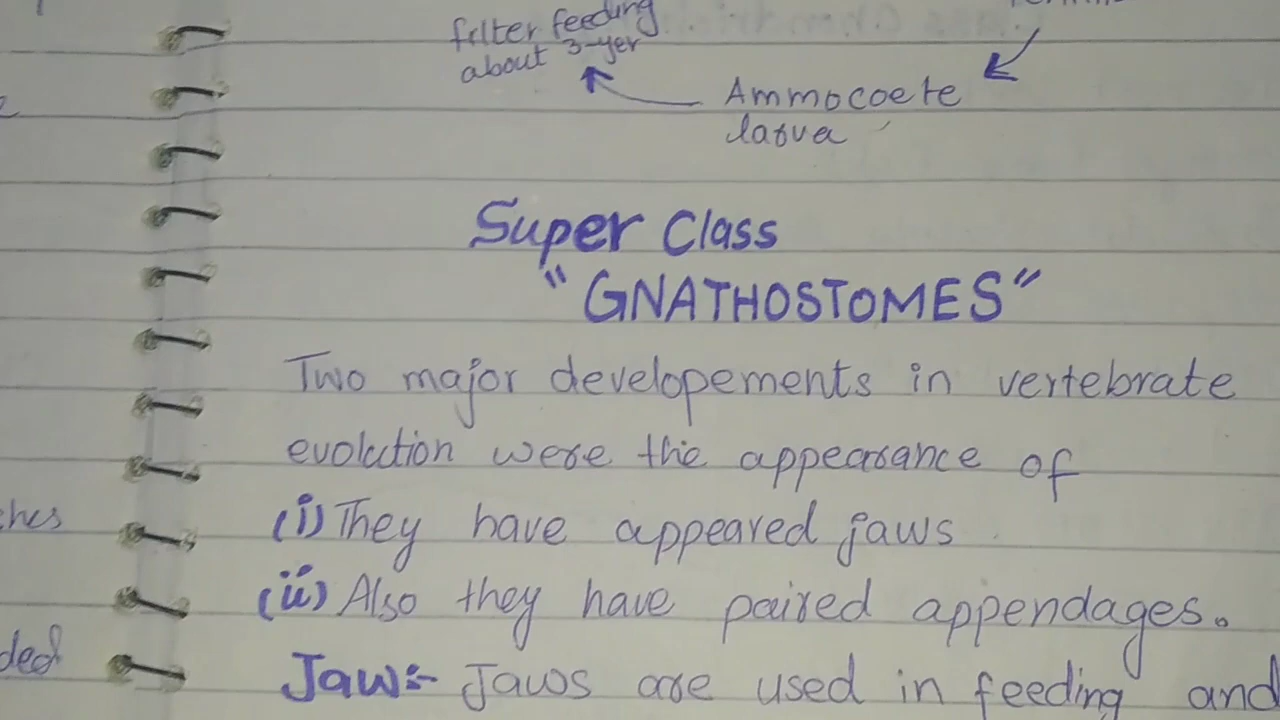 filter feeding
about 3-yer
Ammocoete
larva
Super Class
"GNATHOSTOMES"
Two major developements in vertebrate
evolution were the appearance of
(i) They have appeared jaws.
(ii) Also they have paired appendages.
Jaw:- Jaws are used in feeding and